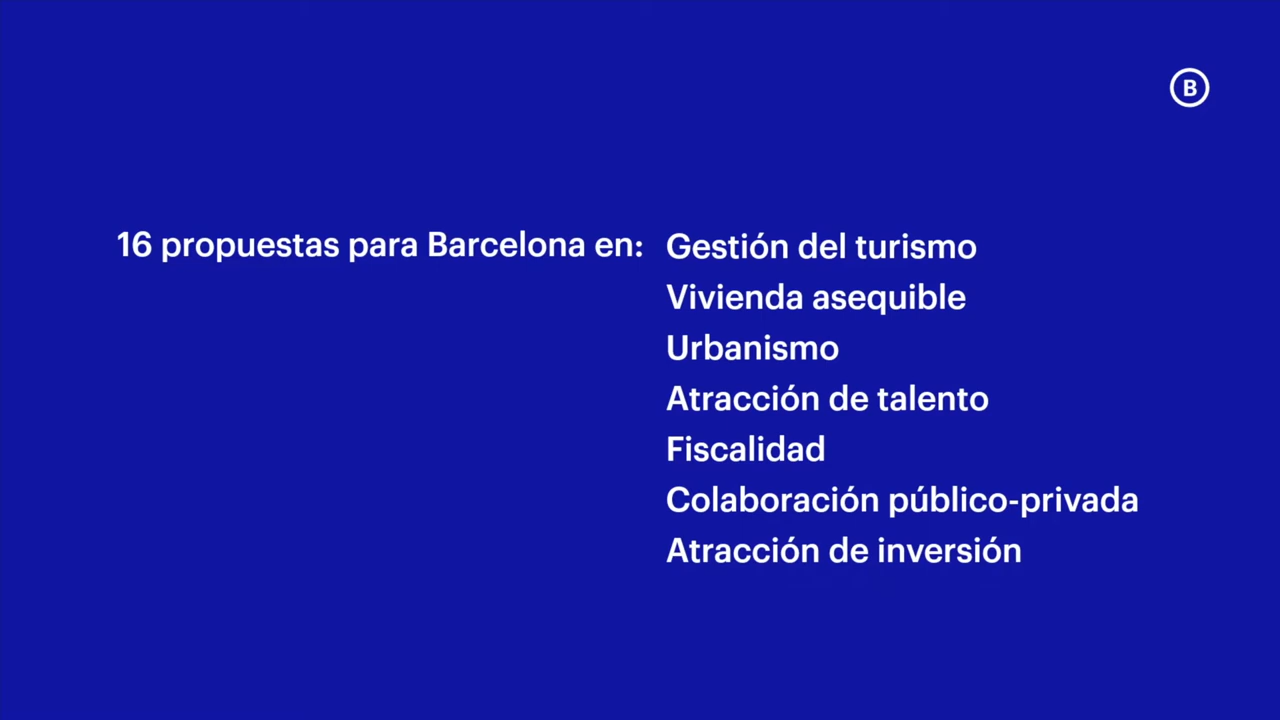 B
16 propuestas para Barcelona en: Gestión del turismo
Vivienda asequible
Urbanismo
Atracción de talento
Fiscalidad
Colaboración público-privada
Atracción de inversión